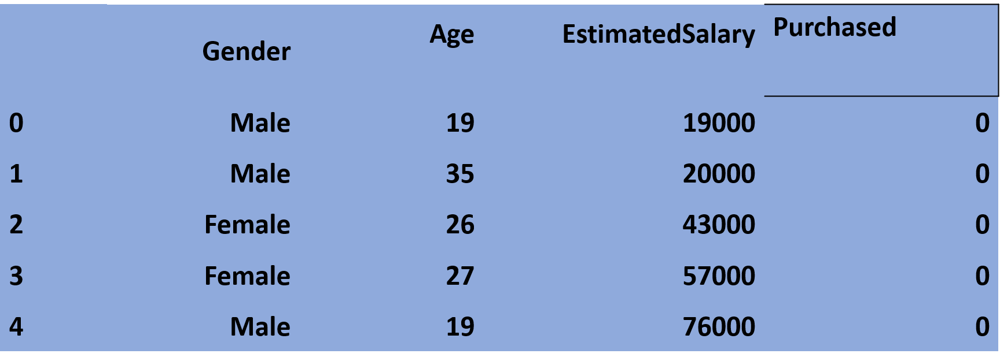 Gender Age EstimatedSalary Purchased
0 Male 19 19000 0
1 Male 35 20000 0
2 Female 26 43000 0
3 Female 27 57000 0
4 Male 19 76000 0